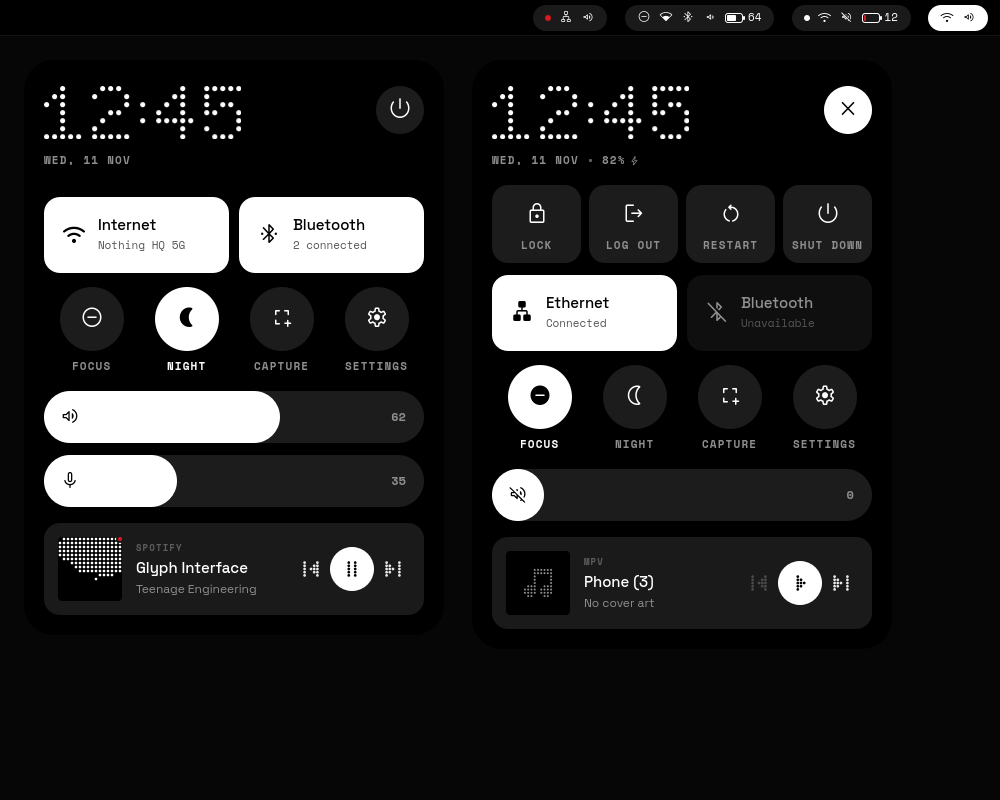 64
12
12:45
WED, 11 NOV
Internet
Nothing HQ 5G
Bluetooth
2 connected
FOCUS
NIGHT
CAPTURE
SETTINGS
62
35
SPOTIFY
Glyph Interface
Teenage Engineering
12:45
WED, 11 NOV • 82%
LOCK
LOG OUT
RESTART
SHUT DOWN
Ethernet
Connected
Bluetooth
Unavailable
FOCUS
NIGHT
CAPTURE
SETTINGS
0
MPV
Phone (3)
No cover art